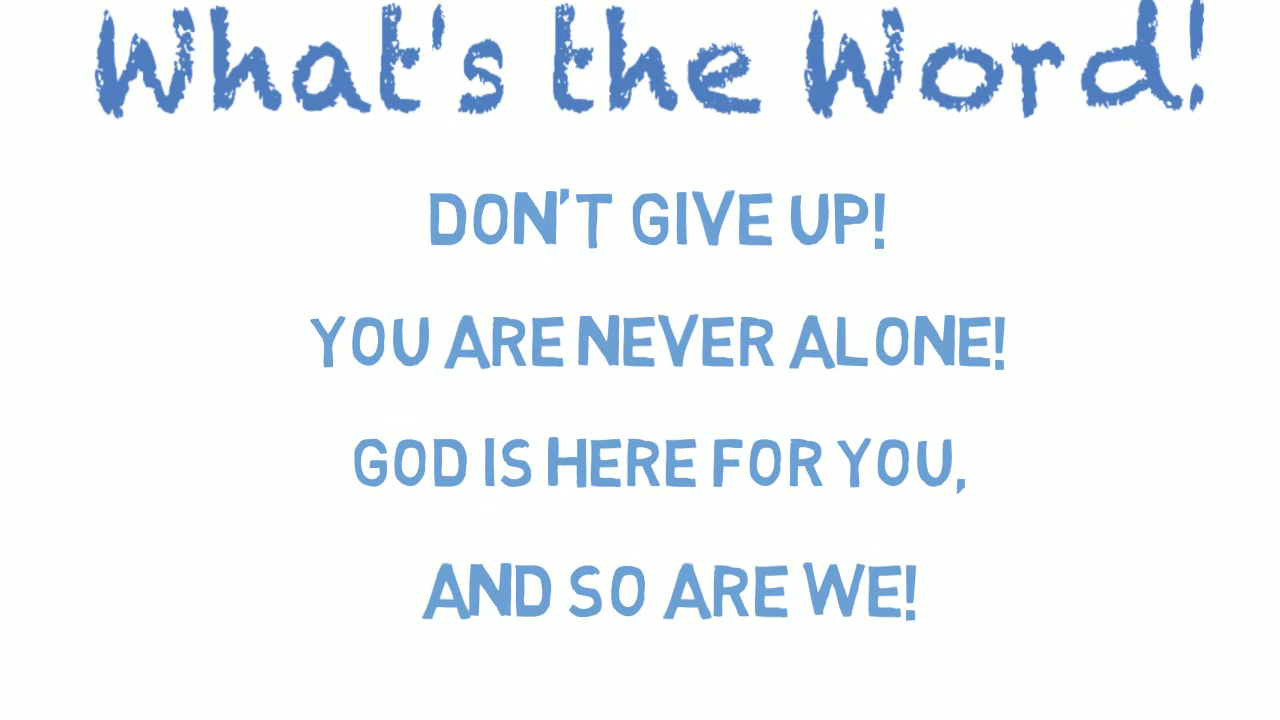 What's the Word!
DON'T GIVE UP!
YOU ARE NEVER ALONE!
GOD IS HERE FOR YOU,
AND SO ARE WE!